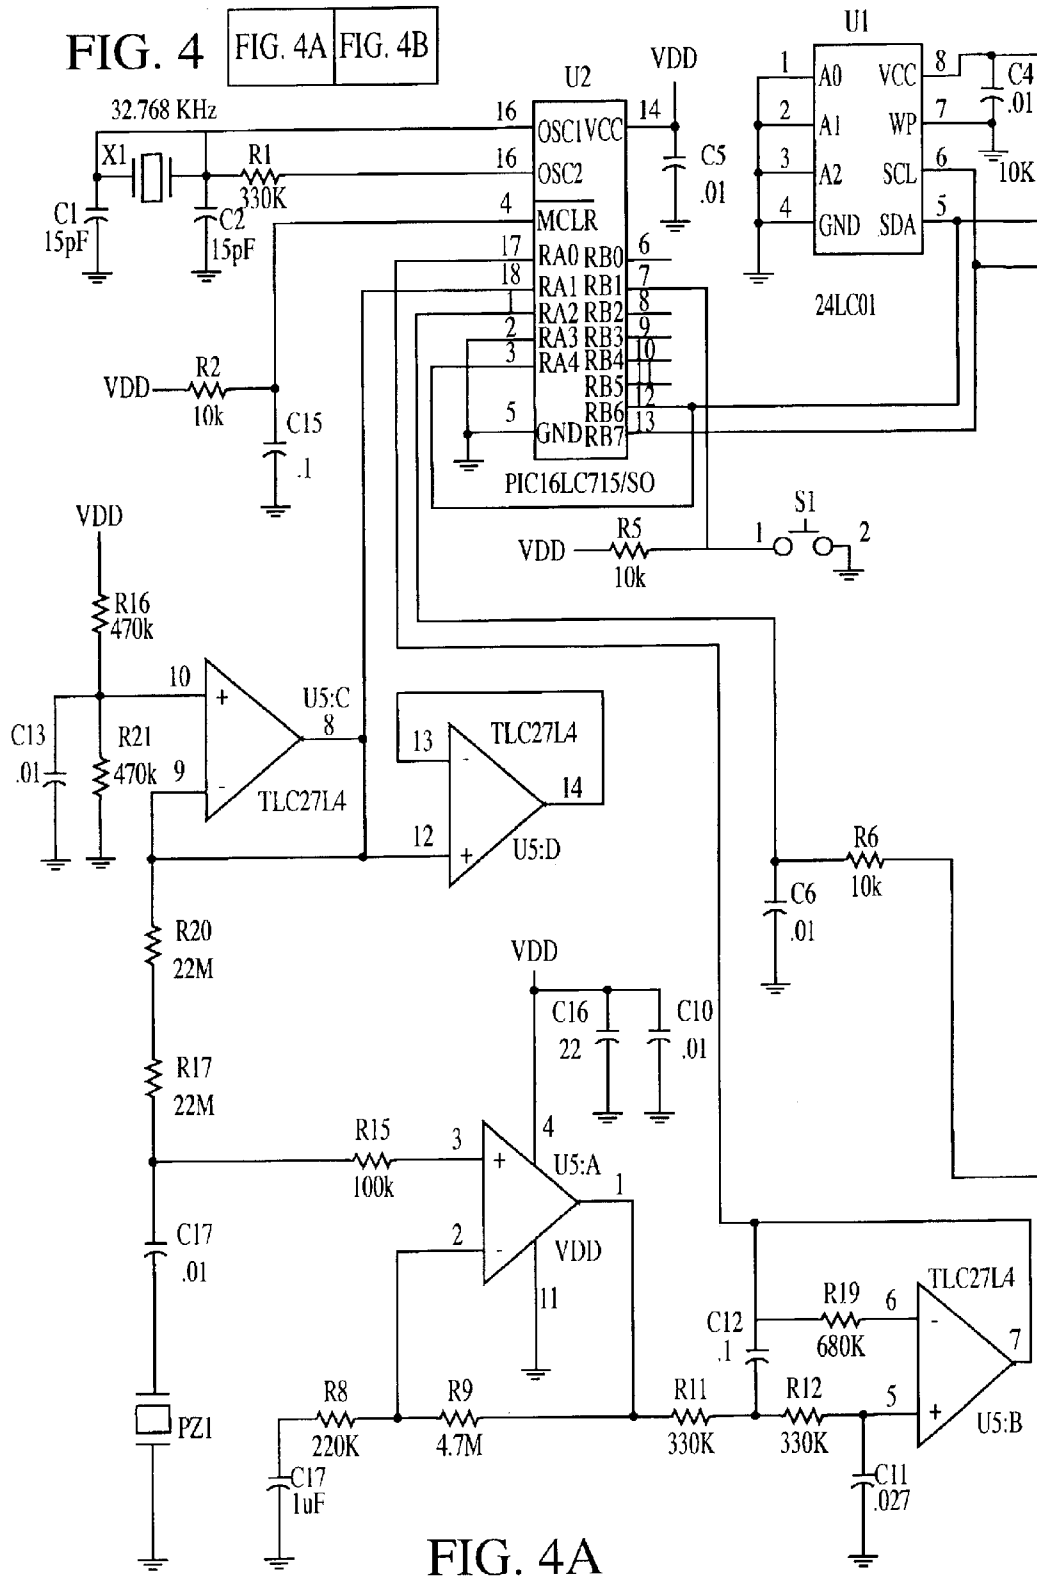 FIG. 4
FIG. 4A FIG. 4B
32.768 KHz
X1
C1
15pF
C2
15pF
R1
330K
16
16
4
17
18
1
2
3
5
U2
OSC1 VCC
OSC2
MCLR
RA0
RA1
RA2
RA3
RA4
GND
RB0
RB1
RB2
RB3
RB4
RB5
RB6
RB7
14
6
7
8
9
10
11
12
13
PIC16LC715/SO
VDD
C5
.01
U1
1
2
3
4
A0
A1
A2
GND
VCC
WP
SCL
SDA
8
7
6
5
24LC01
C4
.01
10K
VDD
R2
10k
C15
.1
VDD
R5
10k
S1
1
2
VDD
R16
470k
C13
.01
R21
470k
10
9
+
-
U5:C
8
TLC27L4
13
12
-
+
TLC27L4
14
U5:D
R6
10k
C6
.01
R20
22M
R17
22M
VDD
C16
22
C10
.01
R15
100k
3
2
+
-
4
U5:A
1
VDD
11
C17
.01
PZ1
R8
220K
R9
4.7M
C17
1uF
R11
330K
R12
330K
C12
.1
R19
680K
6
5
-
+
TLC27L4
7
U5:B
C11
.027
FIG. 4A